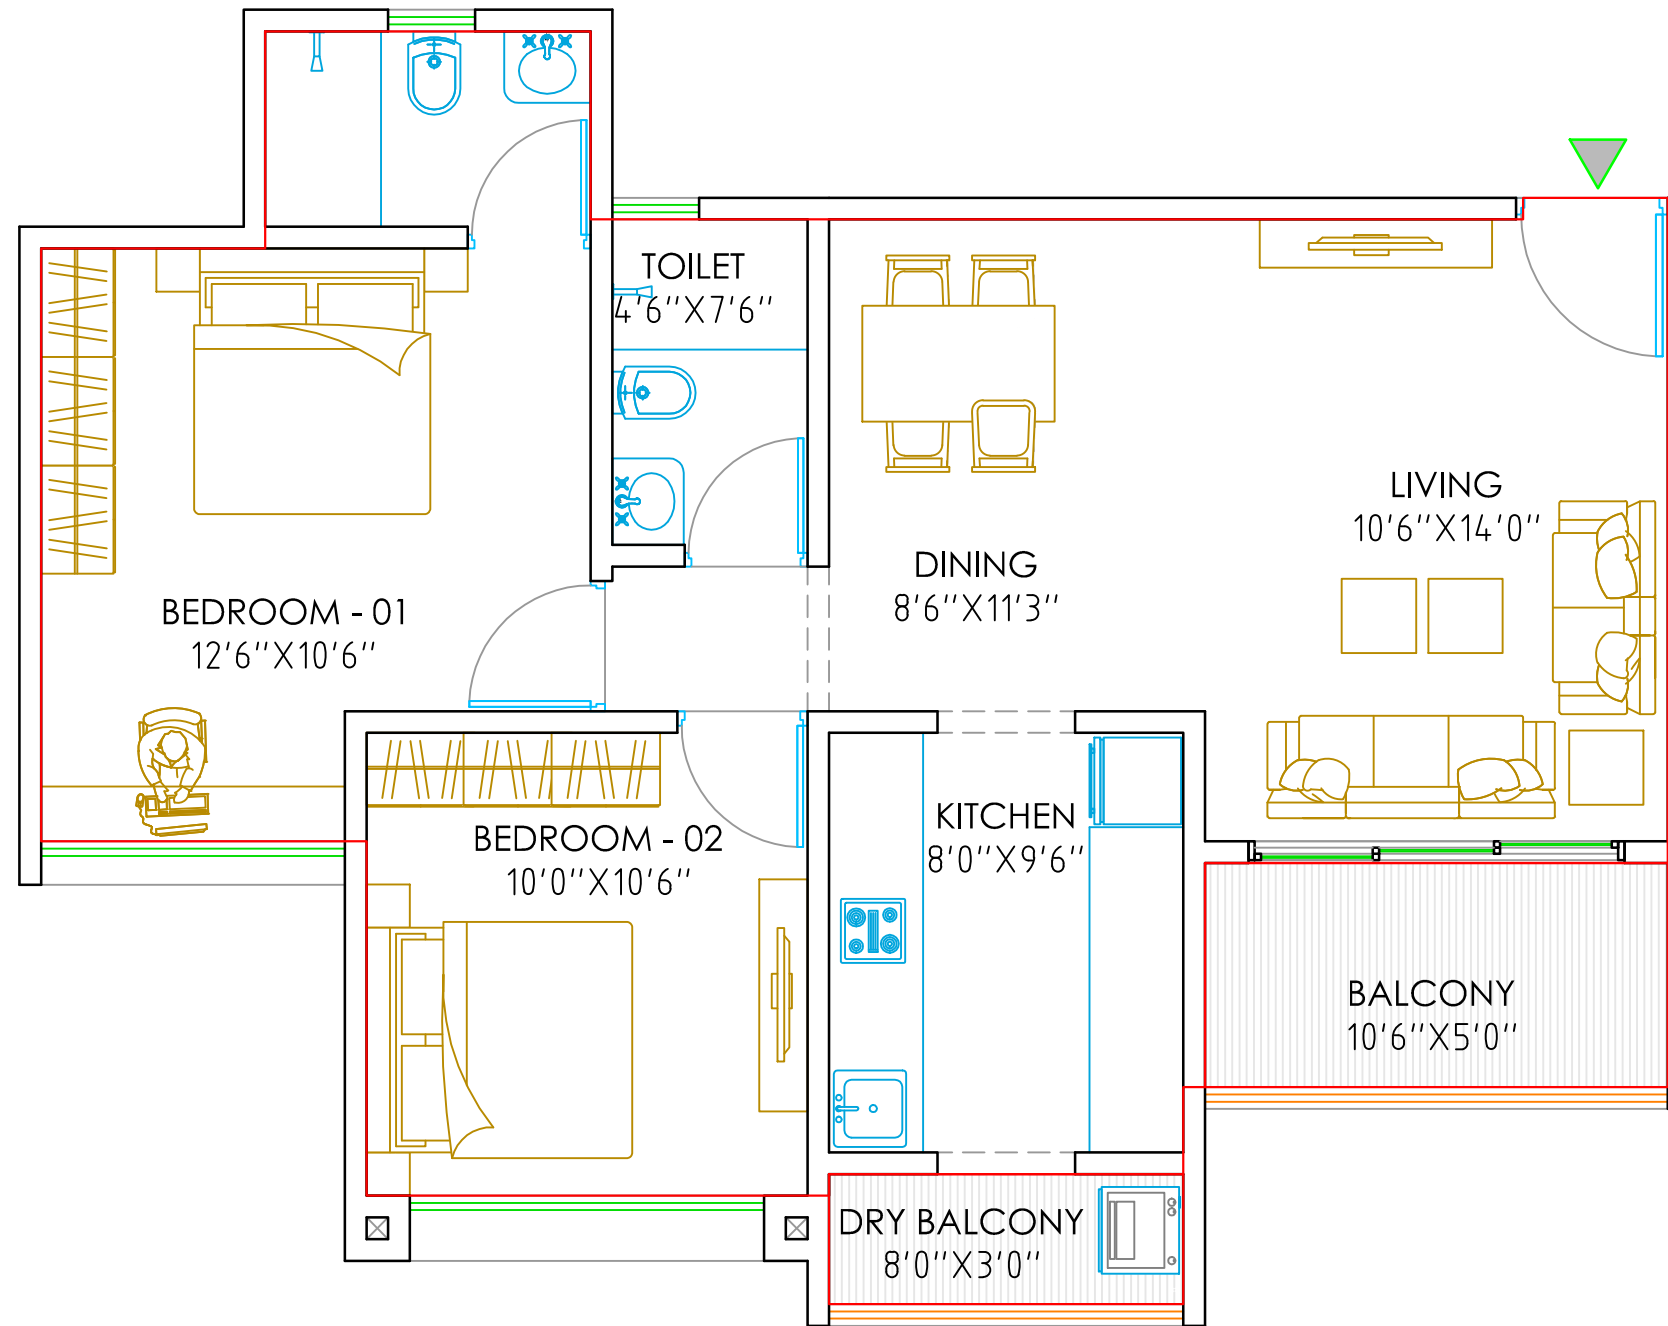 TOILET
4'6''X7'6''
LIVING
10'6''X14'0''
DINING
8'6''X11'3''
BEDROOM - 01
12'6''X10'6''
BEDROOM - 02
10'0''X10'6''
KITCHEN
8'0''X9'6''
BALCONY
10'6''X5'0''
DRY BALCONY
8'0''X3'0''